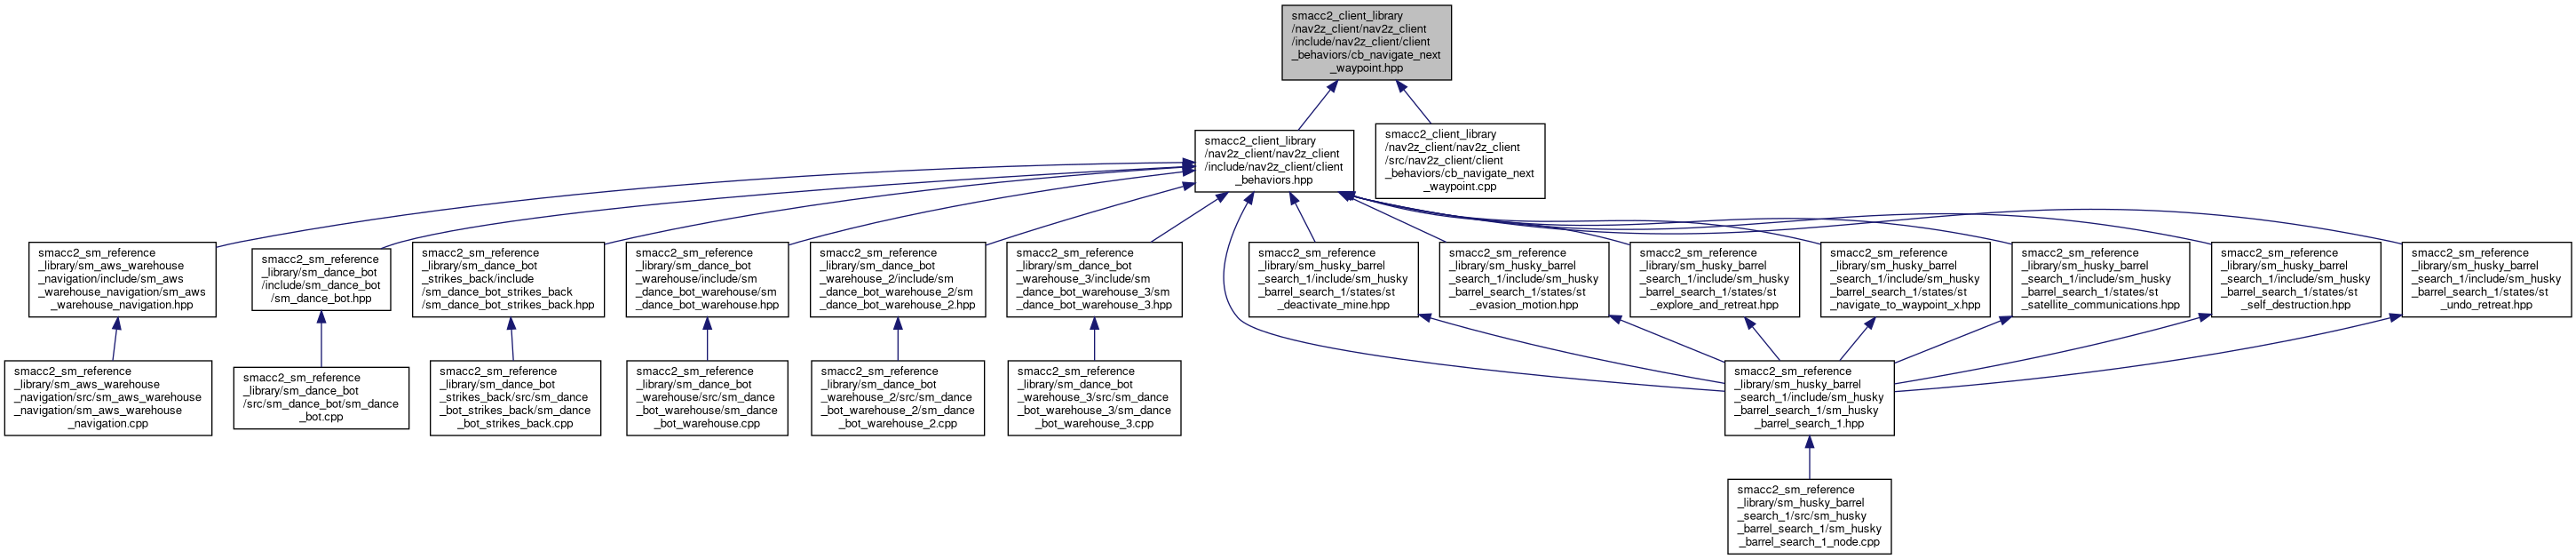 smacc2_client_library
/nav2z_client/nav2z_client
/include/nav2z_client/client
_behaviors/cb_navigate_next
_waypoint.hpp
smacc2_client_library
/nav2z_client/nav2z_client
/include/nav2z_client/client
_behaviors.hpp
smacc2_client_library
/nav2z_client/nav2z_client
/src/nav2z_client/client
_behaviors/cb_navigate_next
_waypoint.cpp
smacc2_sm_reference
_library/sm_aws_warehouse
_navigation/include/sm_aws
_warehouse_navigation/sm_aws
_warehouse_navigation.hpp
smacc2_sm_reference
_library/sm_dance_bot
/include/sm_dance_bot
/sm_dance_bot.hpp
smacc2_sm_reference
_library/sm_dance_bot
_strikes_back/include
/sm_dance_bot_strikes_back
/sm_dance_bot_strikes_back.hpp
smacc2_sm_reference
_library/sm_dance_bot
_warehouse/include/sm
_dance_bot_warehouse/sm
_dance_bot_warehouse.hpp
smacc2_sm_reference
_library/sm_dance_bot
_warehouse_2/include/sm
_dance_bot_warehouse_2/sm
_dance_bot_warehouse_2.hpp
smacc2_sm_reference
_library/sm_dance_bot
_warehouse_3/include/sm
_dance_bot_warehouse_3/sm
_dance_bot_warehouse_3.hpp
smacc2_sm_reference
_library/sm_husky_barrel
_search_1/include/sm_husky
_barrel_search_1/states/st
_deactivate_mine.hpp
smacc2_sm_reference
_library/sm_husky_barrel
_search_1/include/sm_husky
_barrel_search_1/states/st
_evasion_motion.hpp
smacc2_sm_reference
_library/sm_husky_barrel
_search_1/include/sm_husky
_barrel_search_1/states/st
_explore_and_retreat.hpp
smacc2_sm_reference
_library/sm_husky_barrel
_search_1/include/sm_husky
_barrel_search_1/states/st
_navigate_to_waypoint_x.hpp
smacc2_sm_reference
_library/sm_husky_barrel
_search_1/include/sm_husky
_barrel_search_1/states/st
_satellite_communications.hpp
smacc2_sm_reference
_library/sm_husky_barrel
_search_1/include/sm_husky
_barrel_search_1/states/st
_self_destruction.hpp
smacc2_sm_reference
_library/sm_husky_barrel
_search_1/include/sm_husky
_barrel_search_1/states/st
_undo_retreat.hpp
smacc2_sm_reference
_library/sm_aws_warehouse
_navigation/src/sm_aws_warehouse
_navigation/sm_aws_warehouse
_navigation.cpp
smacc2_sm_reference
_library/sm_dance_bot
/src/sm_dance_bot/sm_dance
_bot.cpp
smacc2_sm_reference
_library/sm_dance_bot
_strikes_back/src/sm_dance
_bot_strikes_back/sm_dance
_bot_strikes_back.cpp
smacc2_sm_reference
_library/sm_dance_bot
_warehouse/src/sm_dance
_bot_warehouse/sm_dance
_bot_warehouse.cpp
smacc2_sm_reference
_library/sm_dance_bot
_warehouse_2/src/sm_dance
_bot_warehouse_2/sm_dance
_bot_warehouse_2.cpp
smacc2_sm_reference
_library/sm_dance_bot
_warehouse_3/src/sm_dance
_bot_warehouse_3/sm_dance
_bot_warehouse_3.cpp
smacc2_sm_reference
_library/sm_husky_barrel
_search_1/include/sm_husky
_barrel_search_1/sm_husky
_barrel_search_1.hpp
smacc2_sm_reference
_library/sm_husky_barrel
_search_1/src/sm_husky
_barrel_search_1/sm_husky
_barrel_search_1_node.cpp